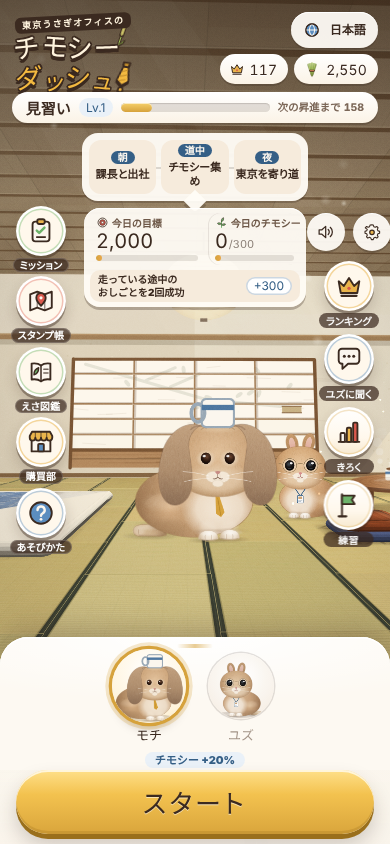 東京うさぎオフィスの
チモシー
ダッシュ
日本語
117
2,550
見習い Lv.1 次の昇進まで 158
朝
課長と出社
道中
チモシー集
め
夜
東京を寄り道
今日の目標
2,000
今日のチモシー
0/300
走っている途中の
おしごとを2回成功
+300
ミッション
スタンプ帳
えさ図鑑
購買部
あそびかた
ランキング
ユズに聞く
きろく
練習
モチ
ユズ
チモシー +20%
スタート